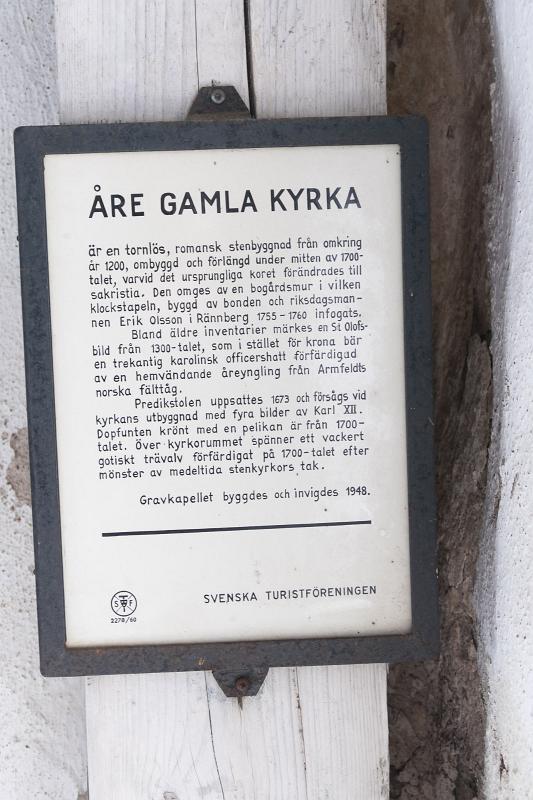 ÅRE GAMLA KYRKA
är en tornlös, romansk stenbyggnad från omkring
år 1200, ombyggd och förlängd under mitten av 1700-
talet, varvid det ursprungliga koret förändrades till
sakristia. Den omges av en bogårdsmur i vilken
klockstapeln, byggd av bonden och riksdagsman-
nen Erik Olsson i Rännberg 1755-1760 infogats.
Bland äldre inventarier märkes en St Olofs-
bild från 1300-talet, som i stället för krona bär
en trekantig karolinsk officershatt förfärdigad
av en hemvändande åreyngling från Armfeldts
norska fälttåg.
Predikstolen uppsattes 1673 och försågs vid
kyrkans utbyggnad med fyra bilder av Karl XII.
Dopfunten krönt med en pelikan är från 1700-
talet. Över kyrkorummet spänner ett vackert
gotiskt trävalv förfärdigat på 1700-talet efter
mönster av medeltida stenkyrkors tak.
Gravkapellet byggdes och invigdes 1948.
STF
2278/60
SVENSKA TURISTFÖRENINGEN